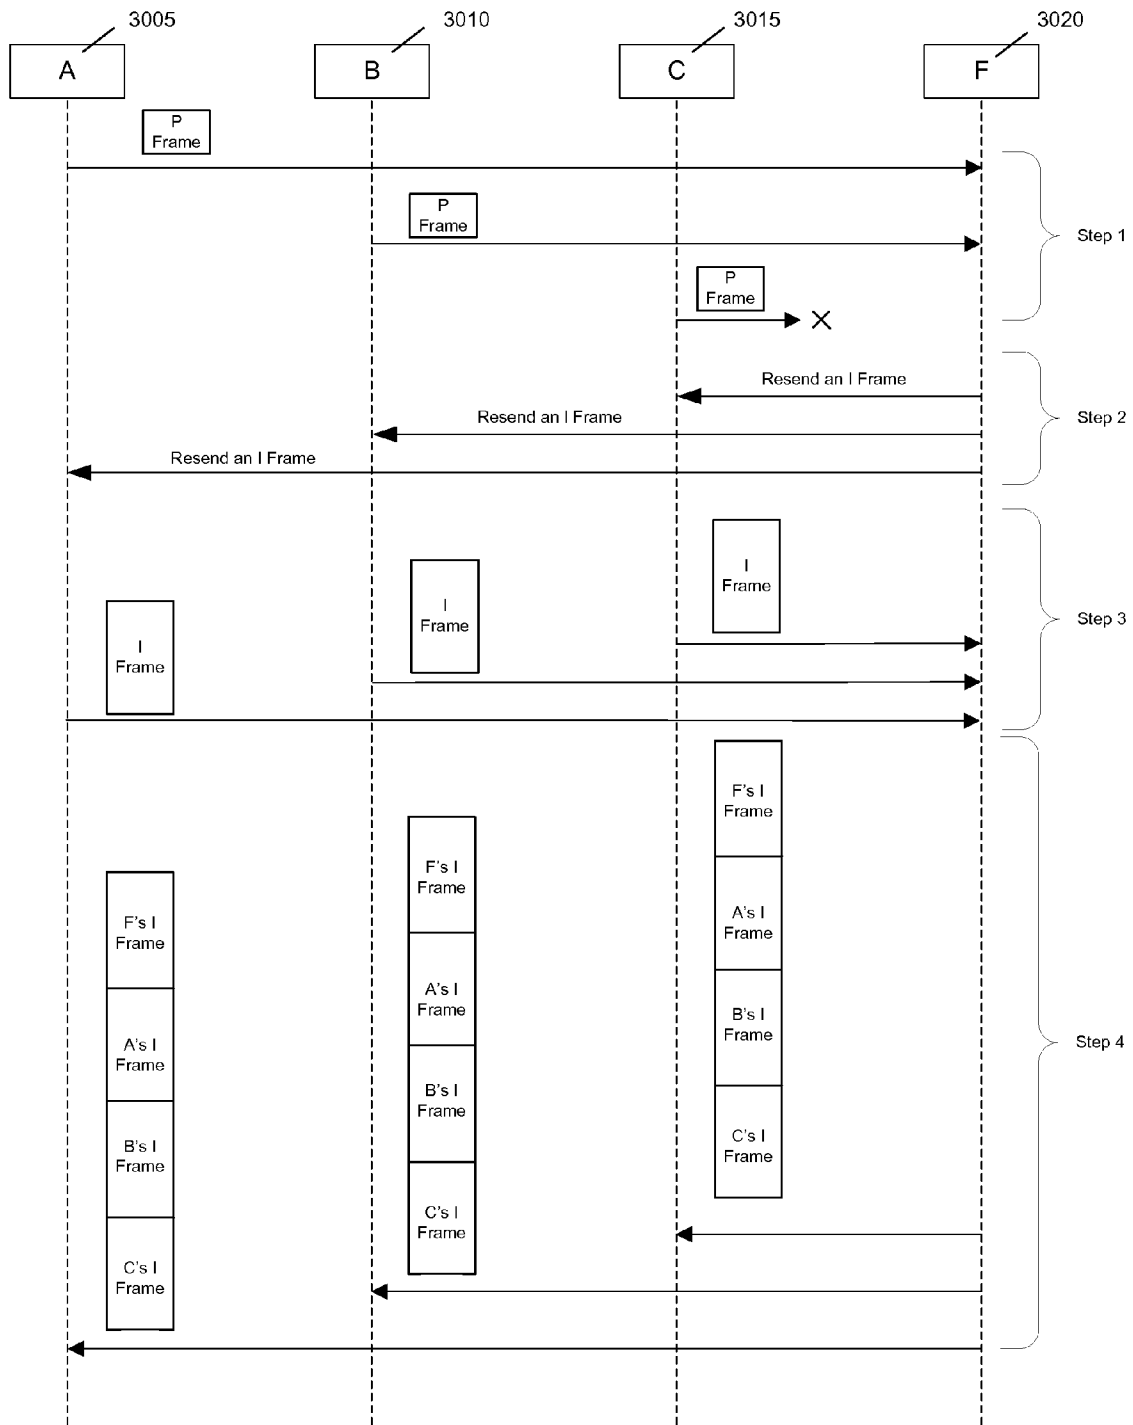 3005
3010
3015
3020
A
B
C
F
P
Frame
P
Frame
Step 1
P
Frame
Resend an I Frame
Resend an I Frame
Step 2
Resend an I Frame
I
Frame
I
Frame
I
Frame
Step 3
F's I
Frame
A's I
Frame
B's I
Frame
C's I
Frame
F's I
Frame
A's I
Frame
B's I
Frame
C's I
Frame
F's I
Frame
A's I
Frame
B's I
Frame
C's I
Frame
Step 4